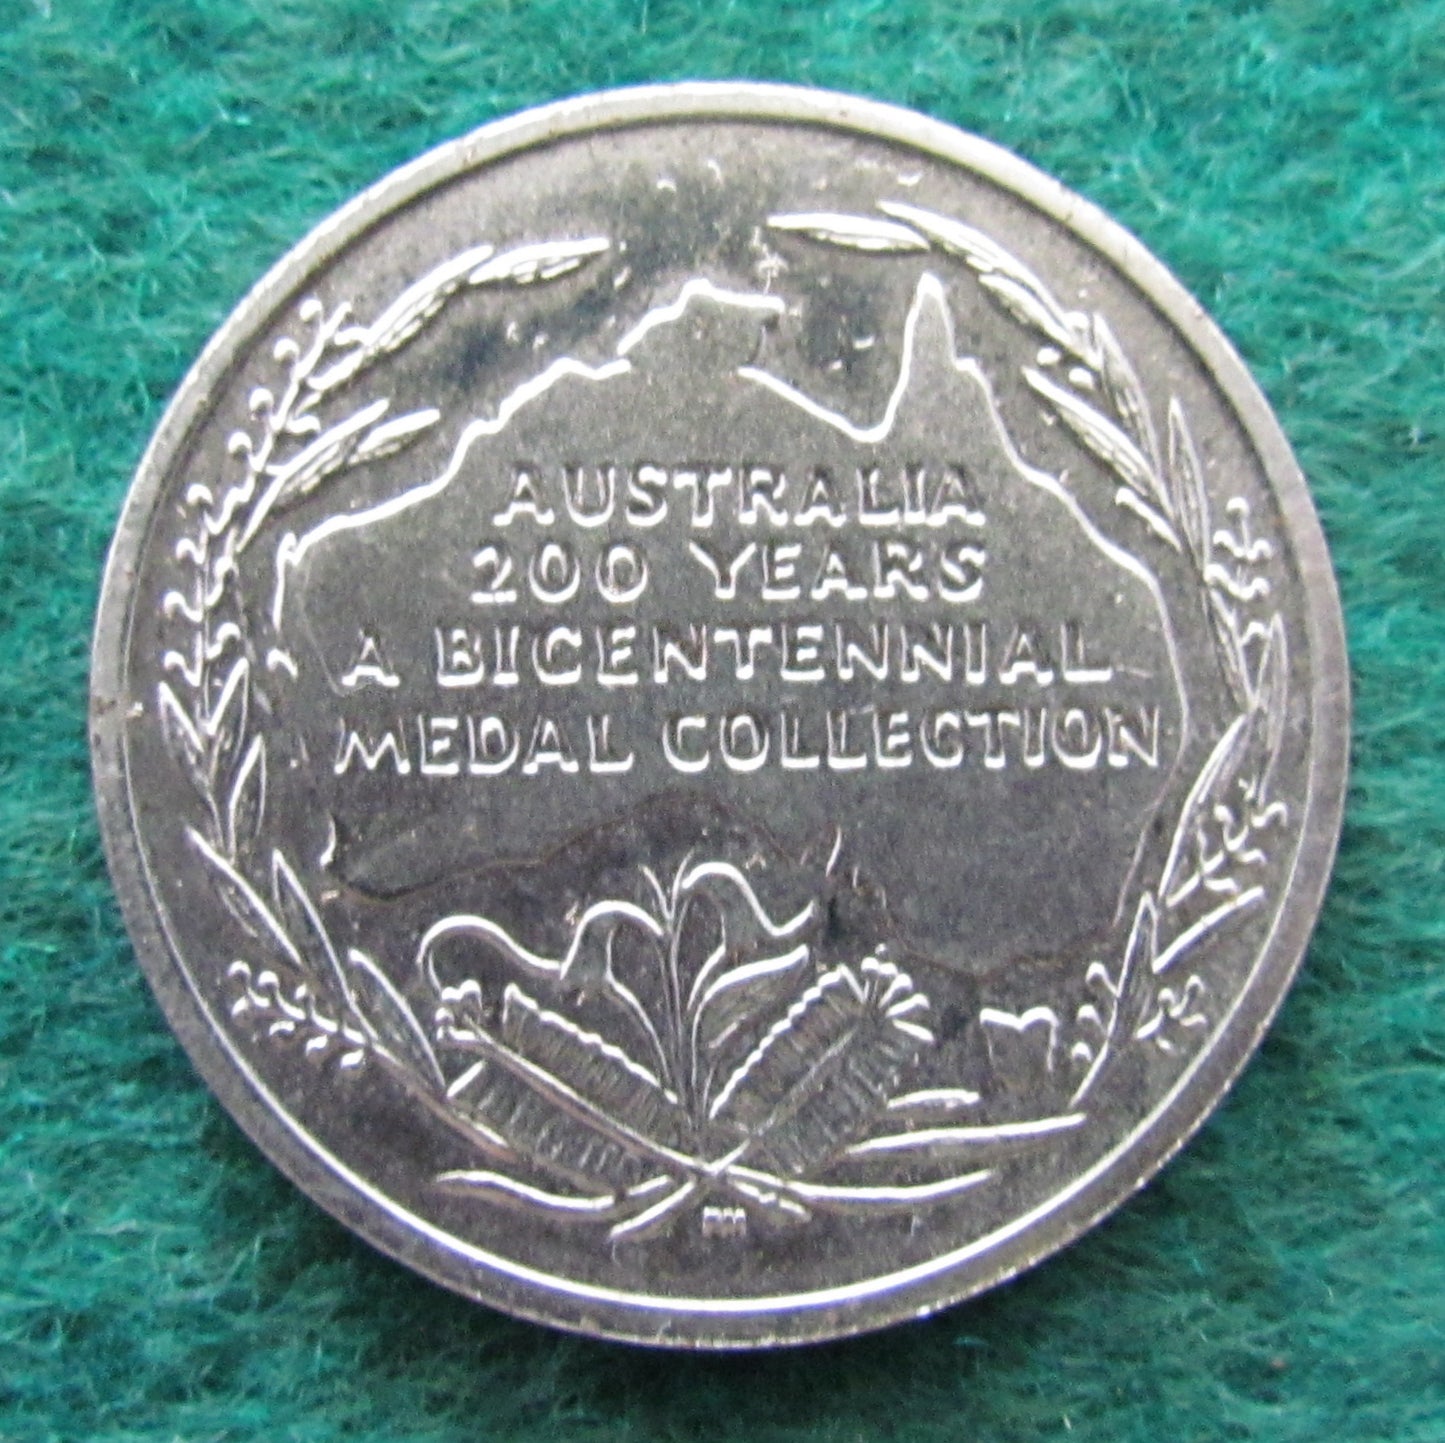 AUSTRALIA
200 YEARS
A BICENTENNIAL
MEDAL COLLECTION